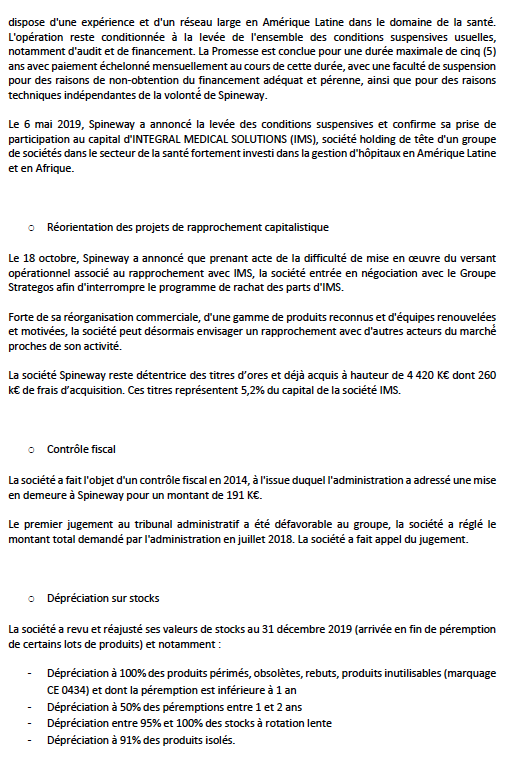 dispose d'une expérience et d'un réseau large en Amérique Latine dans le domaine de la santé.
L'opération reste conditionnée à la levée de l'ensemble des conditions suspensives usuelles,
notamment d'audit et de financement. La Promesse est conclue pour une durée maximale de cinq (5)
ans avec paiement échelonné mensuellement au cours de cette durée, avec une faculté de suspension
pour des raisons de non-obtention du financement adéquat et pérenne, ainsi que pour des raisons
techniques indépendantes de la volonté de Spineway.
Le 6 mai 2019, Spineway a annoncé la levée des conditions suspensives et confirme sa prise de
participation au capital d'INTEGRAL MEDICAL SOLUTIONS (IMS), société holding de tête d'un groupe
de sociétés dans le secteur de la santé fortement investi dans la gestion d'hôpitaux en Amérique Latine
et en Afrique.
○ Réorientation des projets de rapprochement capitalistique
Le 18 octobre, Spineway a annoncé que prenant acte de la difficulté de mise en œuvre du versant
opérationnel associé au rapprochement avec IMS, la société entrée en négociation avec le Groupe
Strategos afin d'interrompre le programme de rachat des parts d'IMS.
Forte de sa réorganisation commerciale, d'une gamme de produits reconnus et d'équipes renouvelées
et motivées, la société peut désormais envisager un rapprochement avec d'autres acteurs du marché
proches de son activité.
La société Spineway reste détentrice des titres d'ores et déjà acquis à hauteur de 4 420 K€ dont 260
k€ de frais d'acquisition. Ces titres représentent 5,2% du capital de la société IMS.
○ Contrôle fiscal
La société a fait l'objet d'un contrôle fiscal en 2014, à l'issue duquel l'administration a adressé une mise
en demeure à Spineway pour un montant de 191 K€.
Le premier jugement au tribunal administratif a été défavorable au groupe, la société a réglé le
montant total demandé par l'administration en juillet 2018. La société a fait appel du jugement.
○ Dépréciation sur stocks
La société a revu et réajusté ses valeurs de stocks au 31 décembre 2019 (arrivée en fin de péremption
de certains lots de produits) et notamment :
- Dépréciation à 100% des produits périmés, obsolètes, rebuts, produits inutilisables (marquage
CE 0434) et dont la péremption est inférieure à 1 an
- Dépréciation à 50% des péremptions entre 1 et 2 ans
- Dépréciation entre 95% et 100% des stocks à rotation lente
- Dépréciation à 91% des produits isolés.